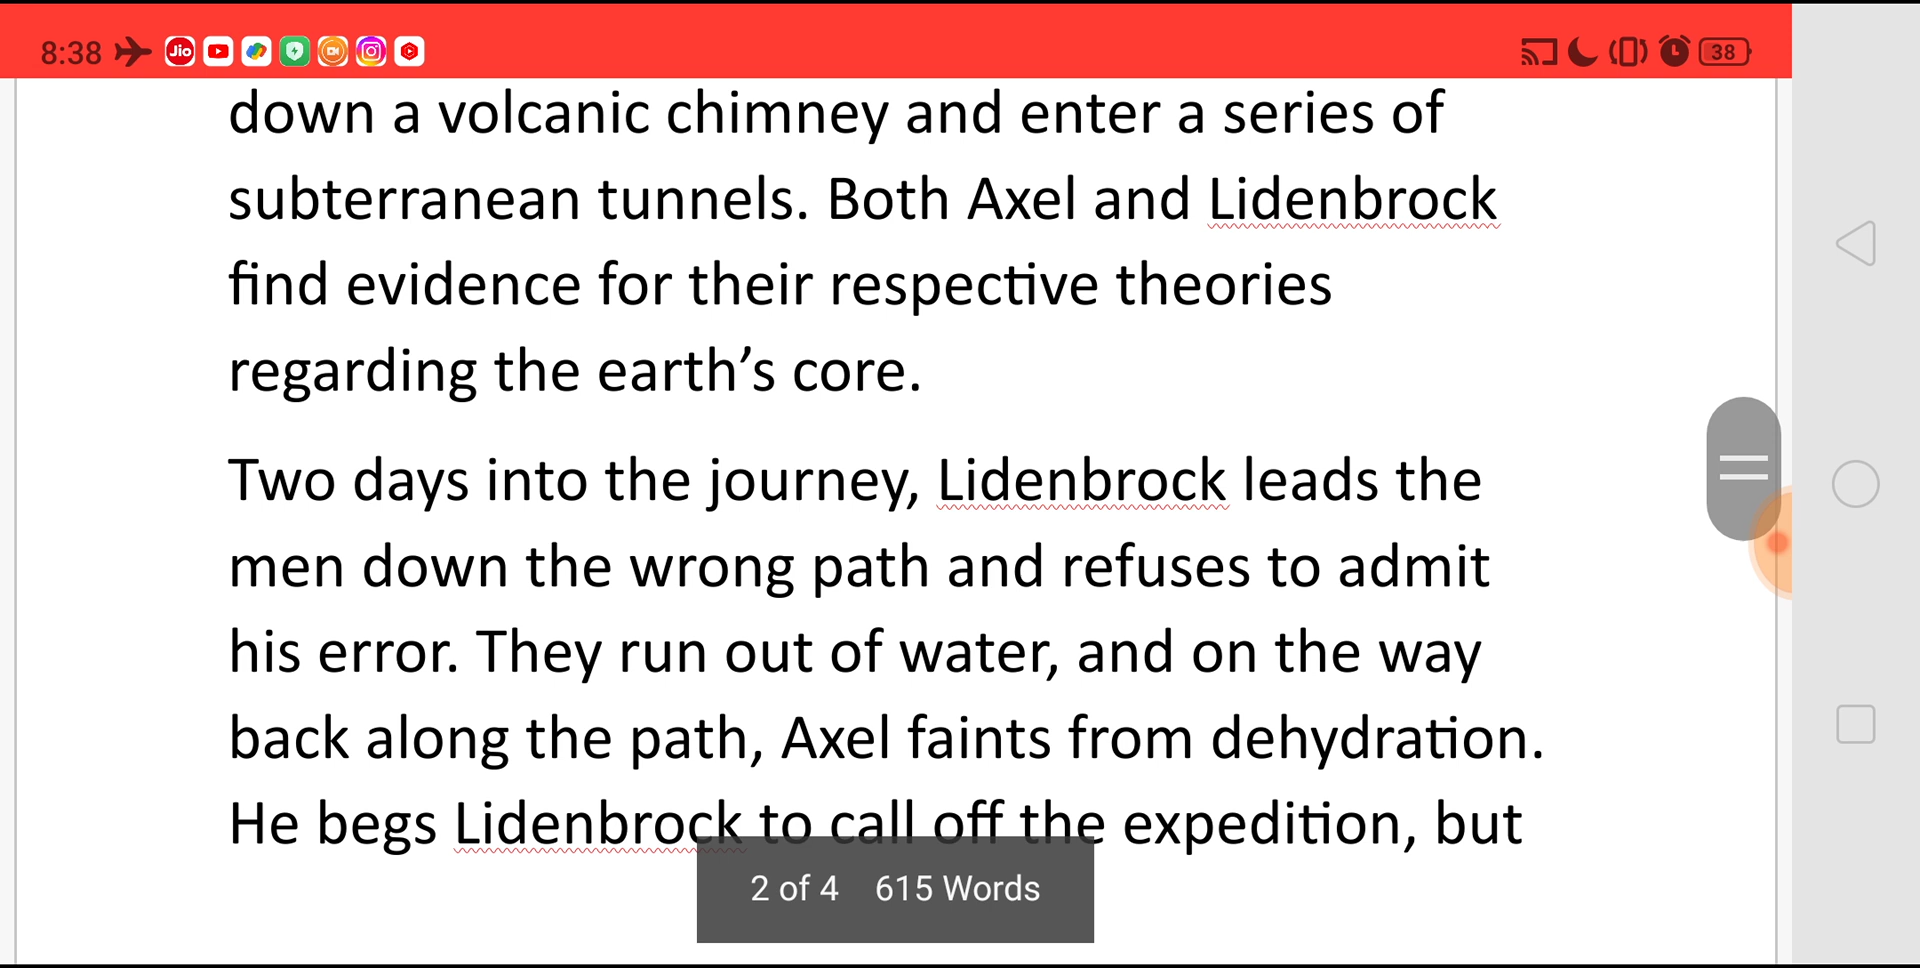 8:38 Jio 38
down a volcanic chimney and enter a series of
subterranean tunnels. Both Axel and Lidenbrock
find evidence for their respective theories
regarding the earth’s core.
Two days into the journey, Lidenbrock leads the
men down the wrong path and refuses to admit
his error. They run out of water, and on the way
back along the path, Axel faints from dehydration.
He begs Lidenbrock to call off the expedition, but
2 of 4 615 Words